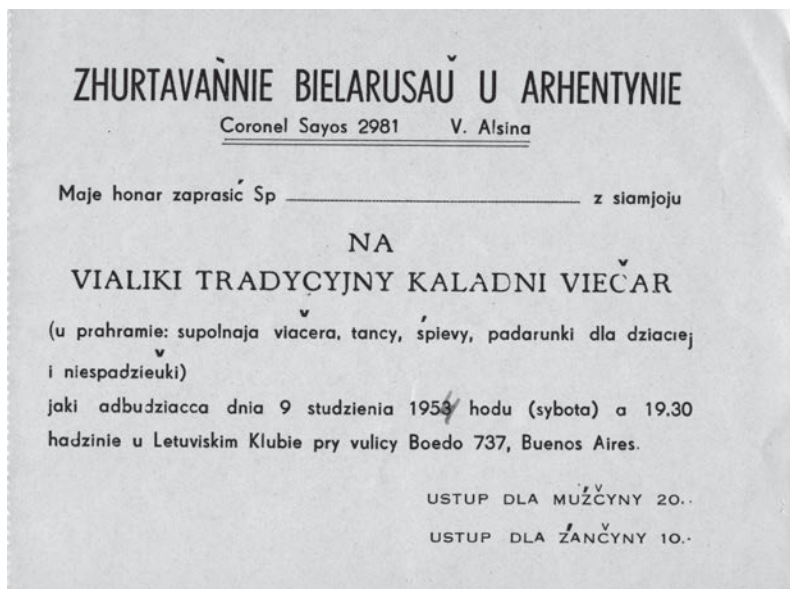 ZHURTAVAŃNIE BIELARUSAŬ U ARHENTYNIE
Coronel Sayos 2981 V. Alsina
Maje honar zaprasić Sp z siamjoju
NA
VIALIKI TRADYCYJNY KALADNI VIEČAR
(u prahramie: supolnaja viačera, tancy, śpievy, padarunki dla dziaciej
i niespadzieŭki)
jaki adbudziacca dnia 9 studzienia 1954 hodu (sybota) a 19.30
hadzinie u Letuviskim Klubie pry vulicy Boedo 737, Buenos Aires.
USTUP DLA MUŹČYNY 20.-
USTUP DLA ŹANČYNY 10.-